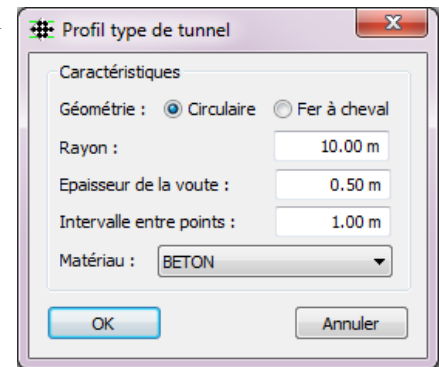 Profil type de tunnel
Caractéristiques
Géométrie : Circulaire Fer à cheval
Rayon : 10.00 m
Epaisseur de la voute : 0.50 m
Intervalle entre points : 1.00 m
Matériau : BETON
OK Annuler